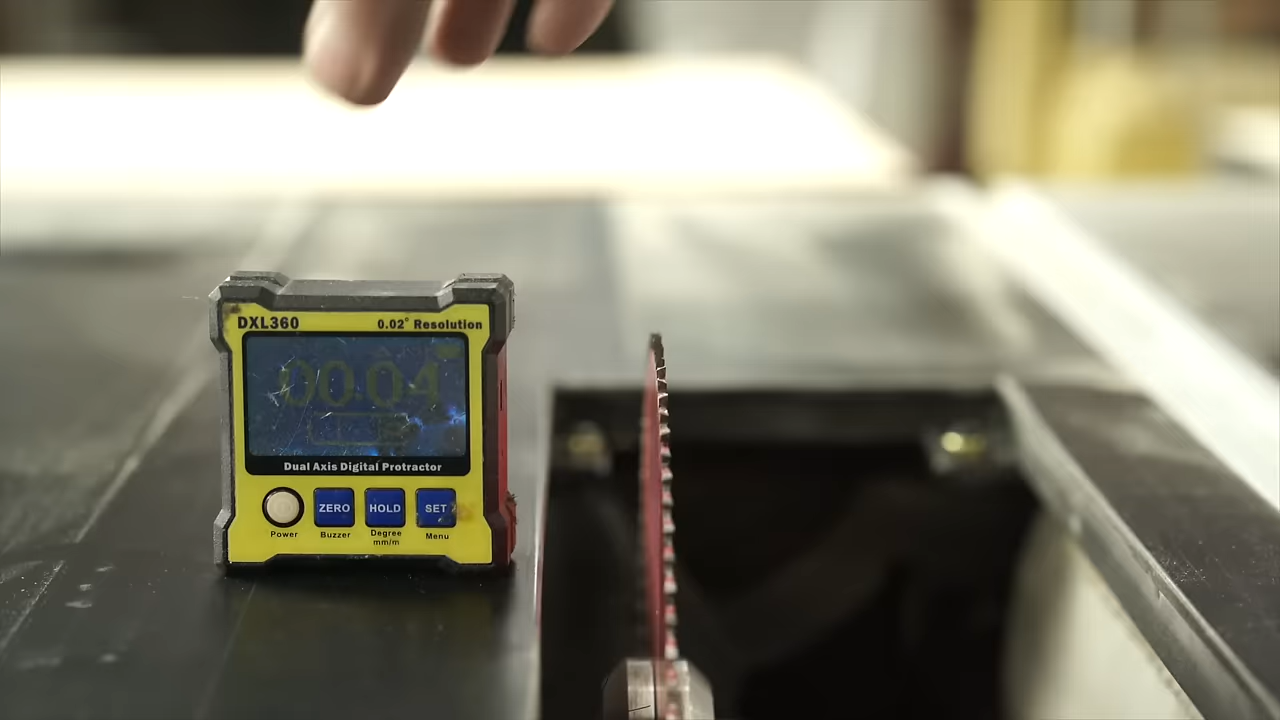 DXL360 0.02° Resolution
00.04
Dual Axis Digital Protractor
ZERO HOLD SET
Power Buzzer Degree mm/m Menu